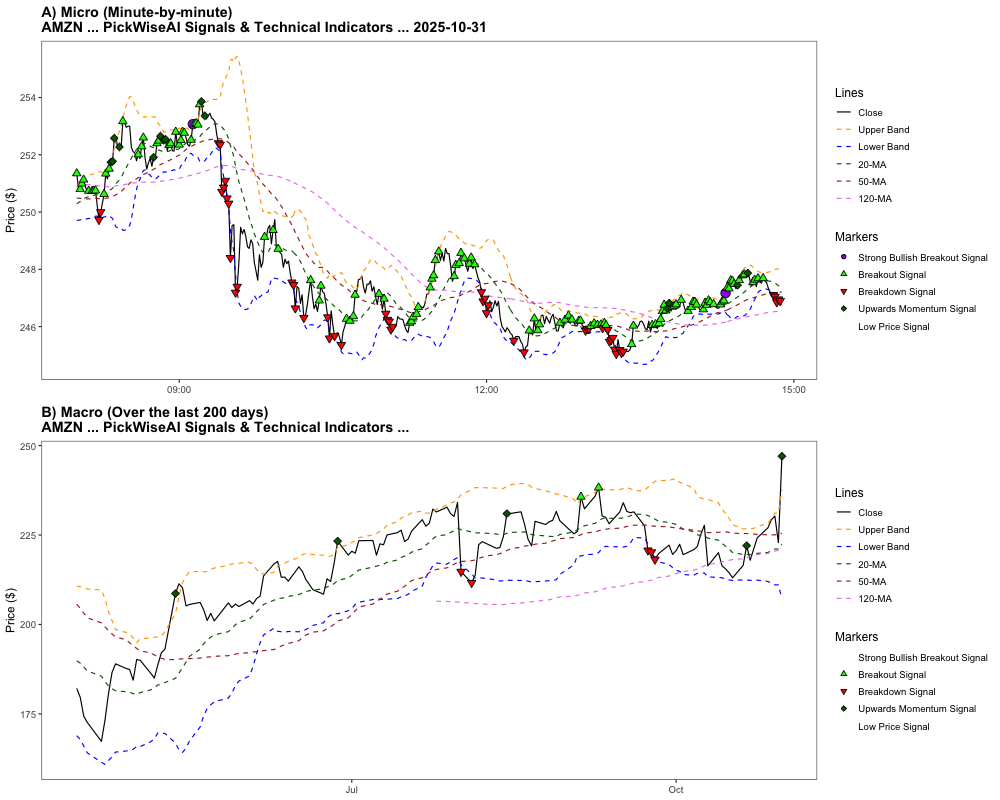 A) Micro (Minute-by-minute)
AMZN ... PickWiseAI Signals & Technical Indicators ... 2025-10-31
Price ($)
254
252
250
248
246
09:00
12:00
15:00
Lines
Close
Upper Band
Lower Band
20-MA
50-MA
120-MA
Markers
Strong Bullish Breakout Signal
Breakout Signal
Breakdown Signal
Upwards Momentum Signal
Low Price Signal
B) Macro (Over the last 200 days)
AMZN ... PickWiseAI Signals & Technical Indicators ...
Price ($)
250
225
200
175
Jul
Oct
Lines
Close
Upper Band
Lower Band
20-MA
50-MA
120-MA
Markers
Strong Bullish Breakout Signal
Breakout Signal
Breakdown Signal
Upwards Momentum Signal
Low Price Signal